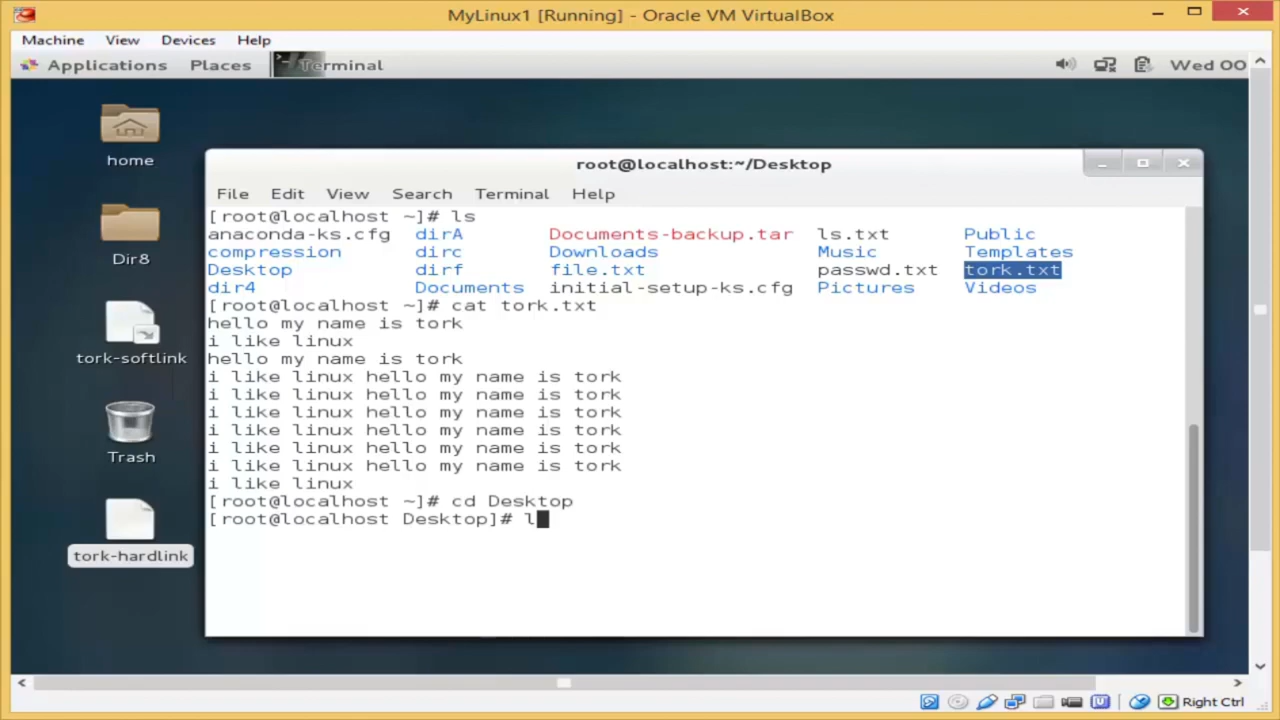 MyLinux1 [Running] - Oracle VM VirtualBox
Machine View Devices Help
Applications Places Terminal Wed 00
home
Dir8
tork-softlink
Trash
tork-hardlink
root@localhost:~/Desktop
File Edit View Search Terminal Help
[root@localhost ~]# ls
anaconda-ks.cfg dirA Documents-backup.tar ls.txt Public
compression dirc Downloads Music Templates
Desktop dirf file.txt passwd.txt tork.txt
dir4 Documents initial-setup-ks.cfg Pictures Videos
[root@localhost ~]# cat tork.txt
hello my name is tork
i like linux
hello my name is tork
i like linux hello my name is tork
i like linux hello my name is tork
i like linux hello my name is tork
i like linux hello my name is tork
i like linux hello my name is tork
i like linux hello my name is tork
i like linux
[root@localhost ~]# cd Desktop
[root@localhost Desktop]# l
Right Ctrl